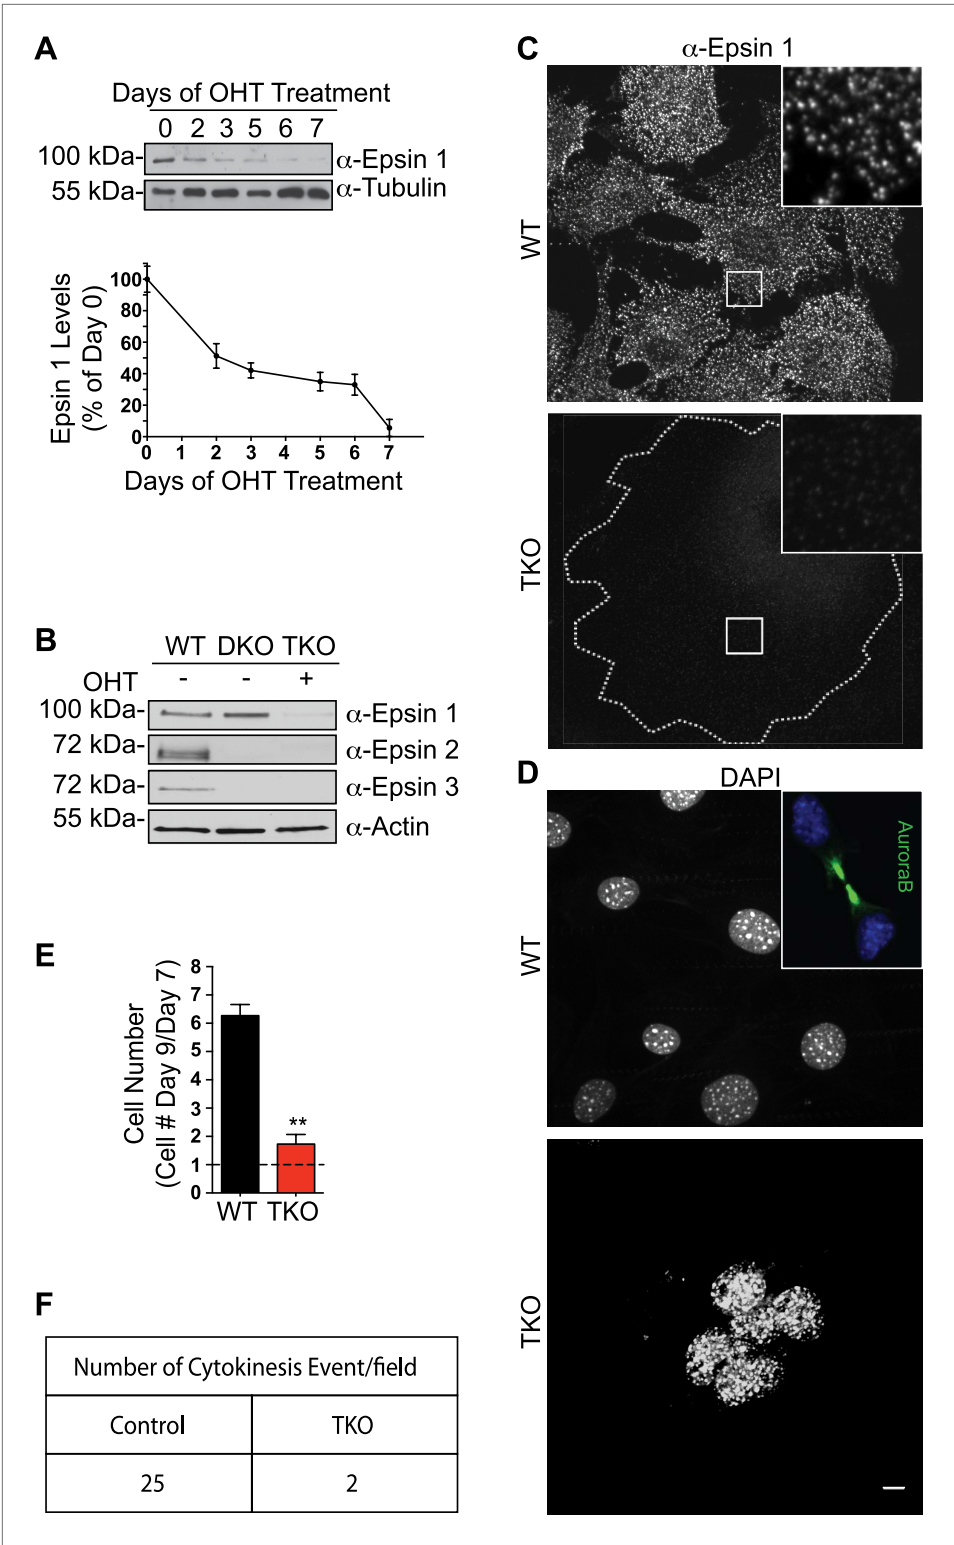 A
Days of OHT Treatment
0 2 3 5 6 7
100 kDa- α-Epsin 1
55 kDa- α-Tubulin
Epsin 1 Levels
(% of Day 0)
100
80
60
40
20
0
0 1 2 3 4 5 6 7
Days of OHT Treatment
B
WT DKO TKO
OHT - - +
100 kDa- α-Epsin 1
72 kDa- α-Epsin 2
72 kDa- α-Epsin 3
55 kDa- α-Actin
C
α-Epsin 1
WT
TKO
D
DAPI
AuroraB
WT
TKO
E
Cell Number
(Cell # Day 9/Day 7)
8
7
6
5
4
3
2
1
0
**
WT TKO
F
Number of Cytokinesis Event/field
Control TKO
25 2